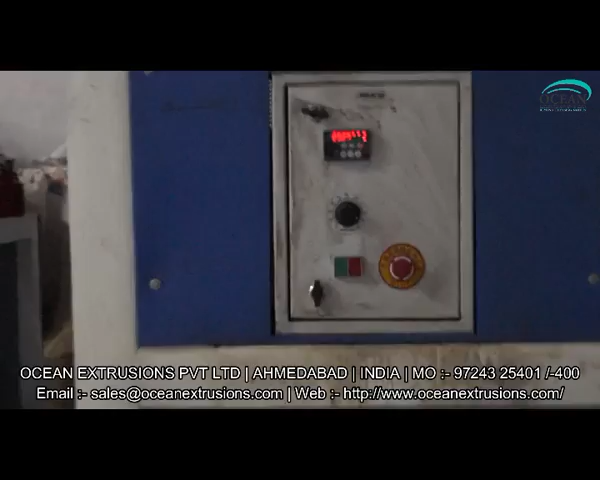 OCEAN
OCEAN EXTRUSIONS PVT LTD | AHMEDABAD | INDIA | MO :- 97243 25401 /-400
Email :- sales@oceanextrusions.com | Web :- http://www.oceanextrusions.com/